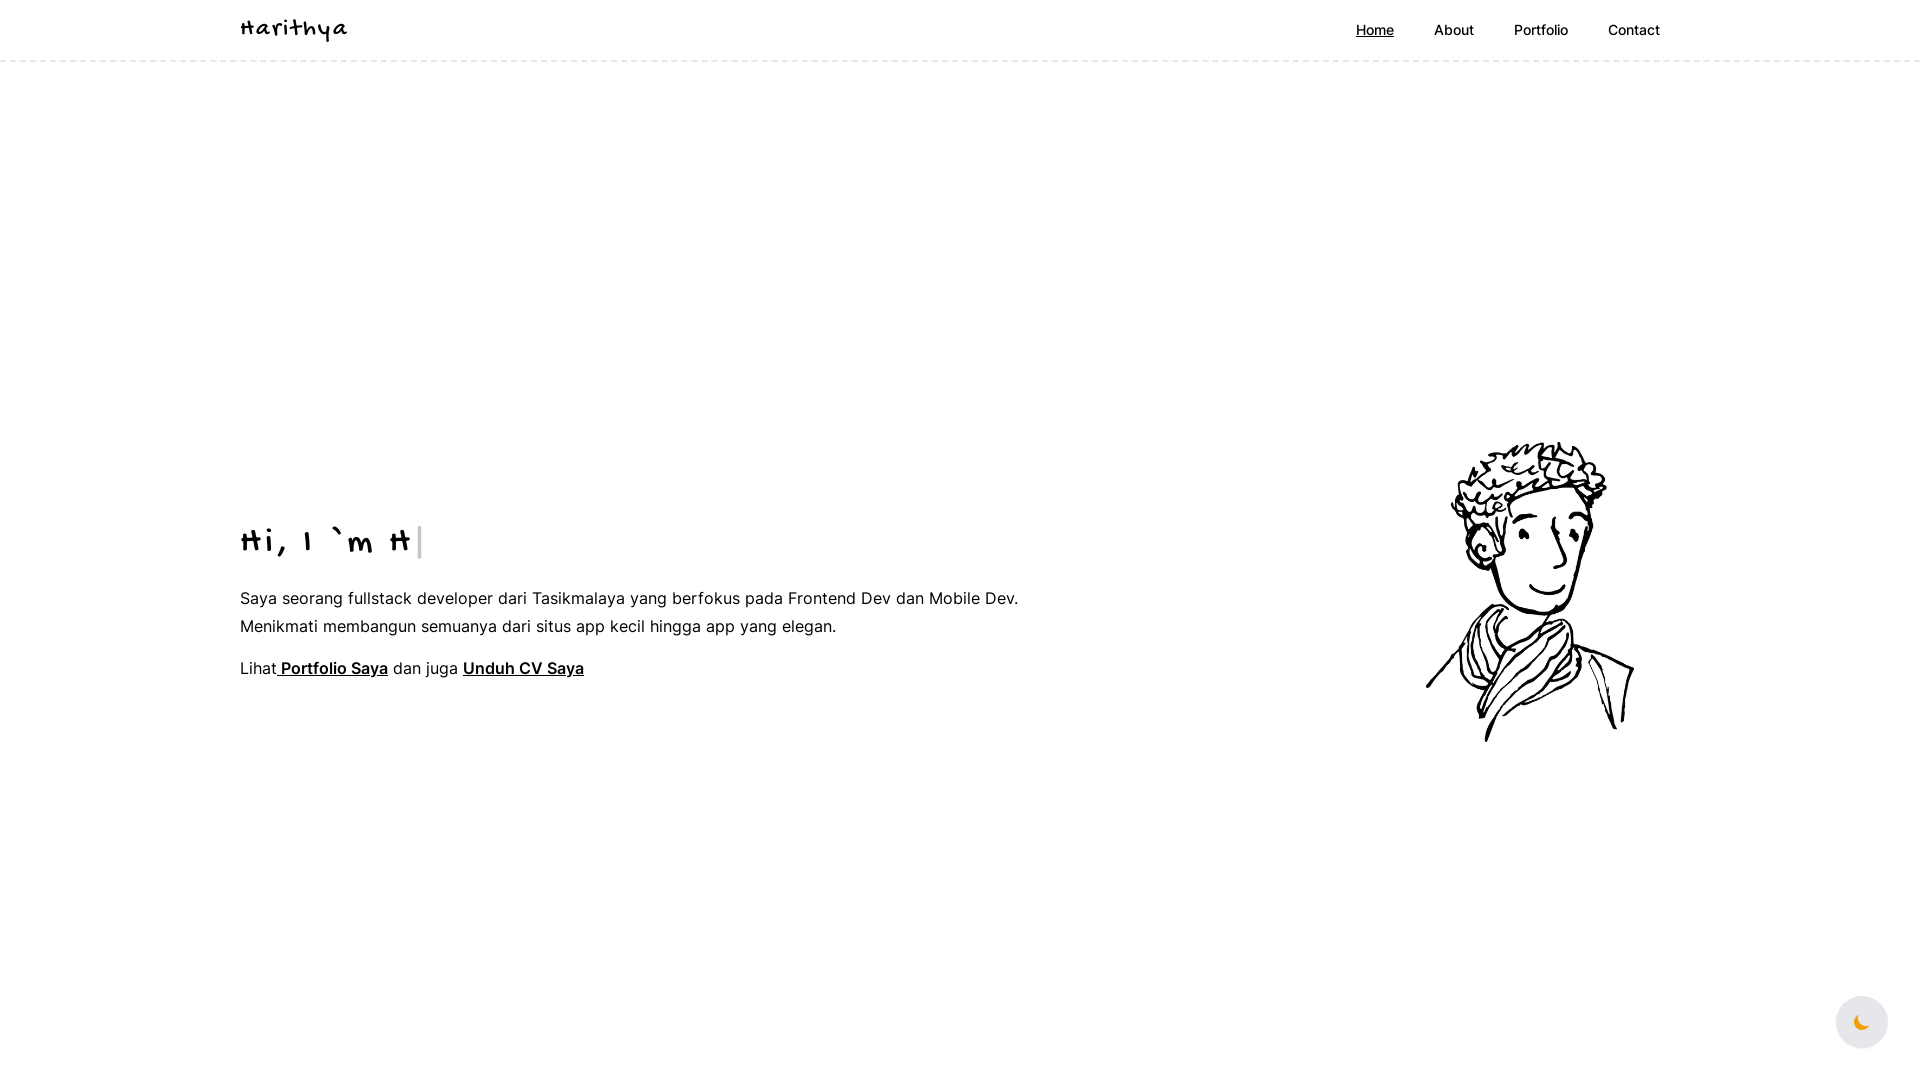 Harithya
Home About Portfolio Contact
Hi, I `m H
Saya seorang fullstack developer dari Tasikmalaya yang berfokus pada Frontend Dev dan Mobile Dev.
Menikmati membangun semuanya dari situs app kecil hingga app yang elegan.
Lihat Portfolio Saya dan juga Unduh CV Saya